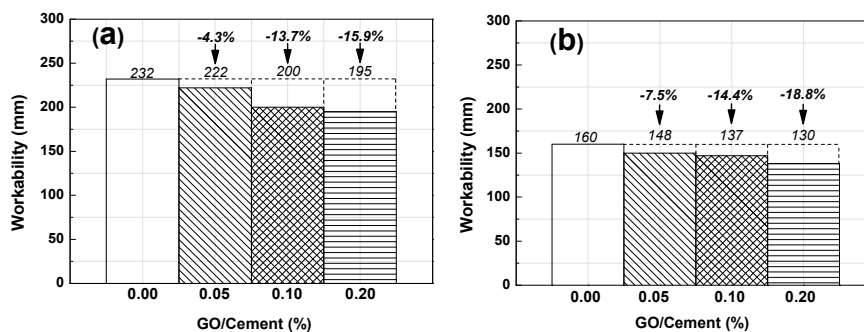 (a)
300
250
200
150
100
50
0
Workability (mm)
-4.3% -13.7% -15.9%
232 222 200 195
0.00 0.05 0.10 0.20
GO/Cement (%)
(b)
300
250
200
150
100
50
0
Workability (mm)
-7.5% -14.4% -18.8%
160 148 137 130
0.00 0.05 0.10 0.20
GO/Cement (%)